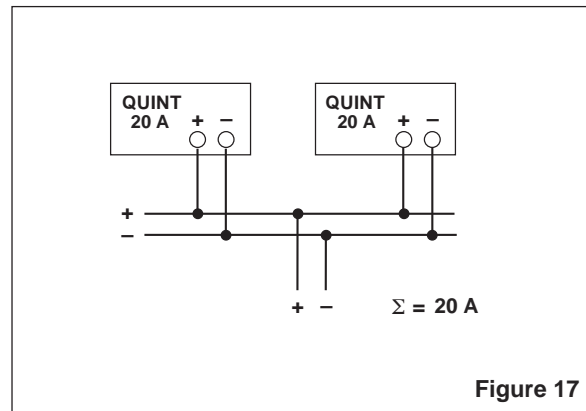 QUINT
20 A + −
QUINT
20 A + −
+
−
+ − Σ = 20 A
Figure 17